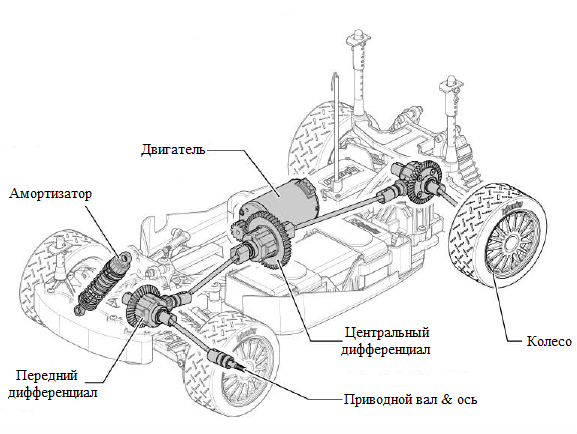 Двигатель
Амортизатор
Центральный
дифференциал
Колесо
Передний
дифференциал
Приводной вал & ось